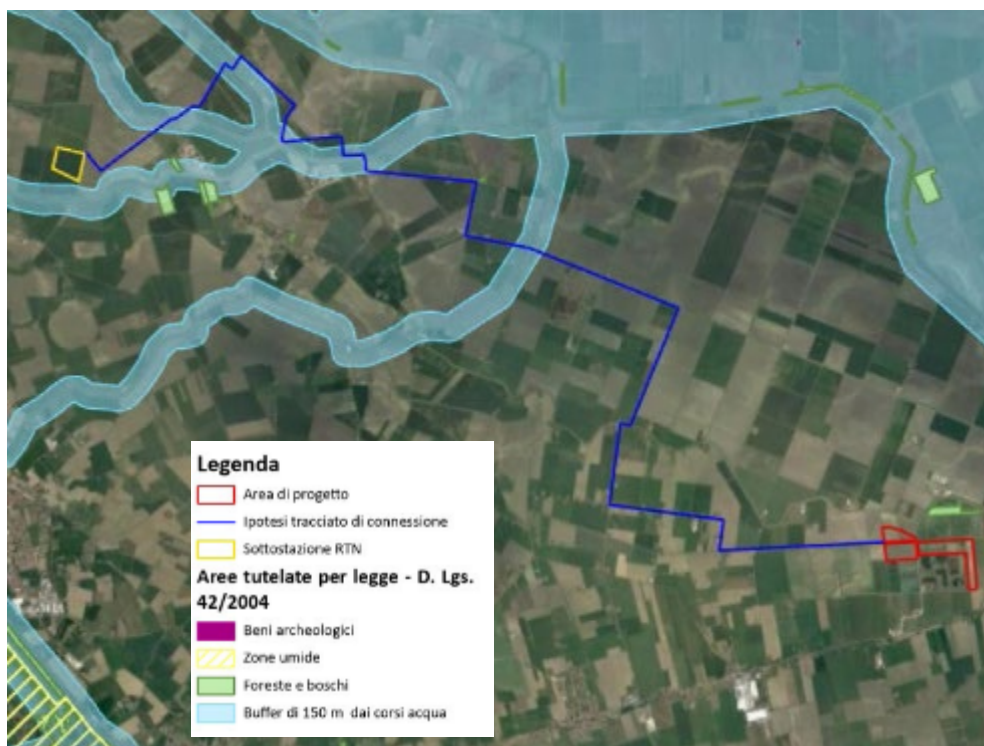 Legenda
Area di progetto
Ipotesi tracciato di connessione
Sottostazione RTN
Aree tutelate per legge - D. Lgs.
42/2004
Beni archeologici
Zone umide
Foreste e boschi
Buffer di 150 m dai corsi acqua